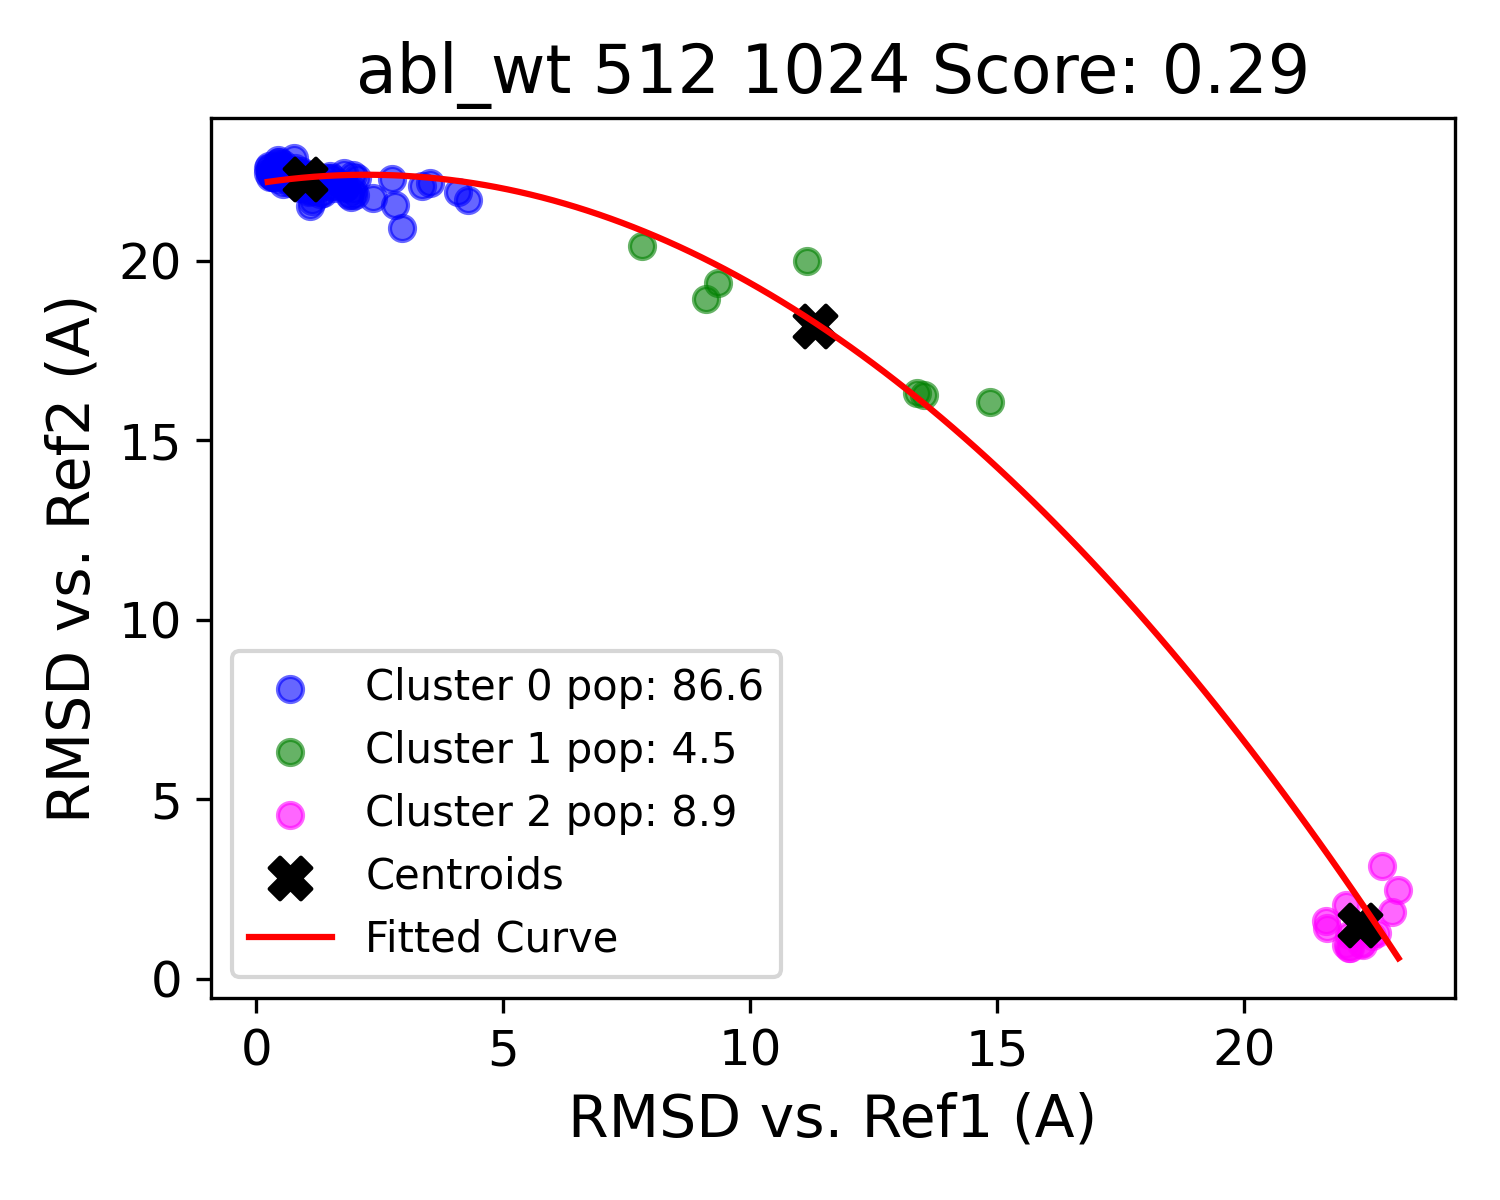 abl_wt 512 1024 Score: 0.29
RMSD vs. Ref2 (A)
20
15
10
5
0
Cluster 0 pop: 86.6
Cluster 1 pop: 4.5
Cluster 2 pop: 8.9
Centroids
Fitted Curve
0 5 10 15 20
RMSD vs. Ref1 (A)